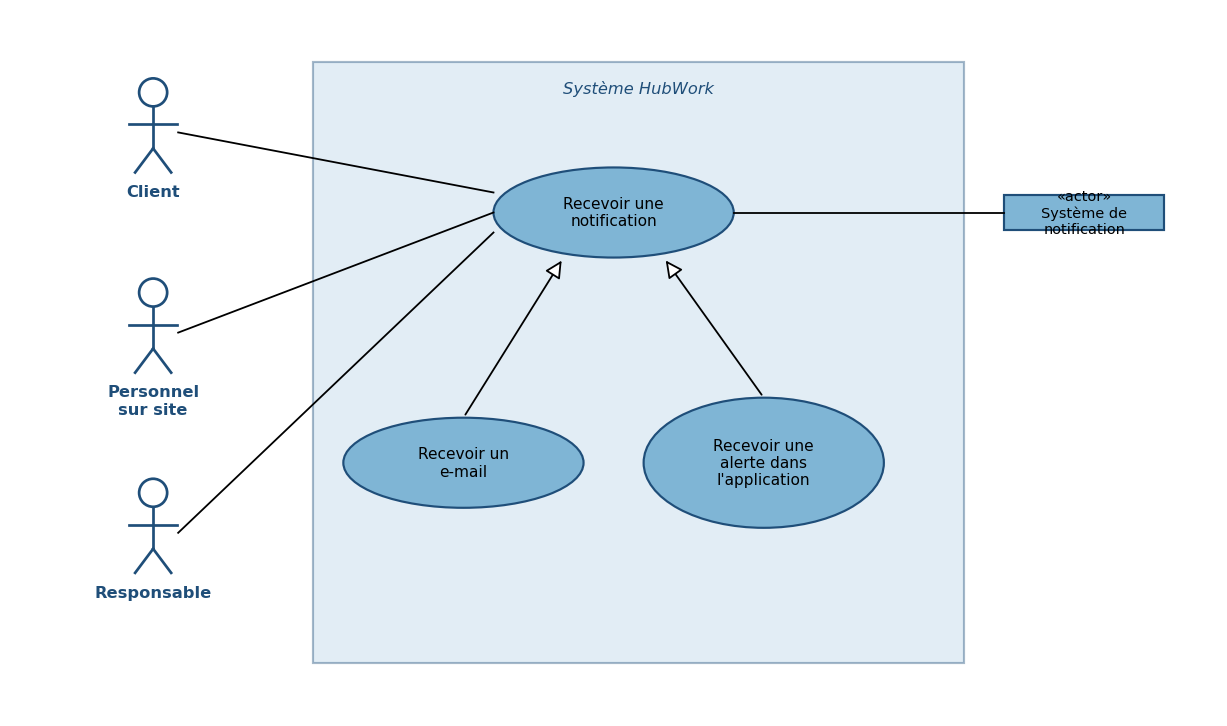 Système HubWork
Client
Recevoir une
notification
«actor»
Système de
notification
Personnel
sur site
Recevoir un
e-mail
Recevoir une
alerte dans
l'application
Responsable